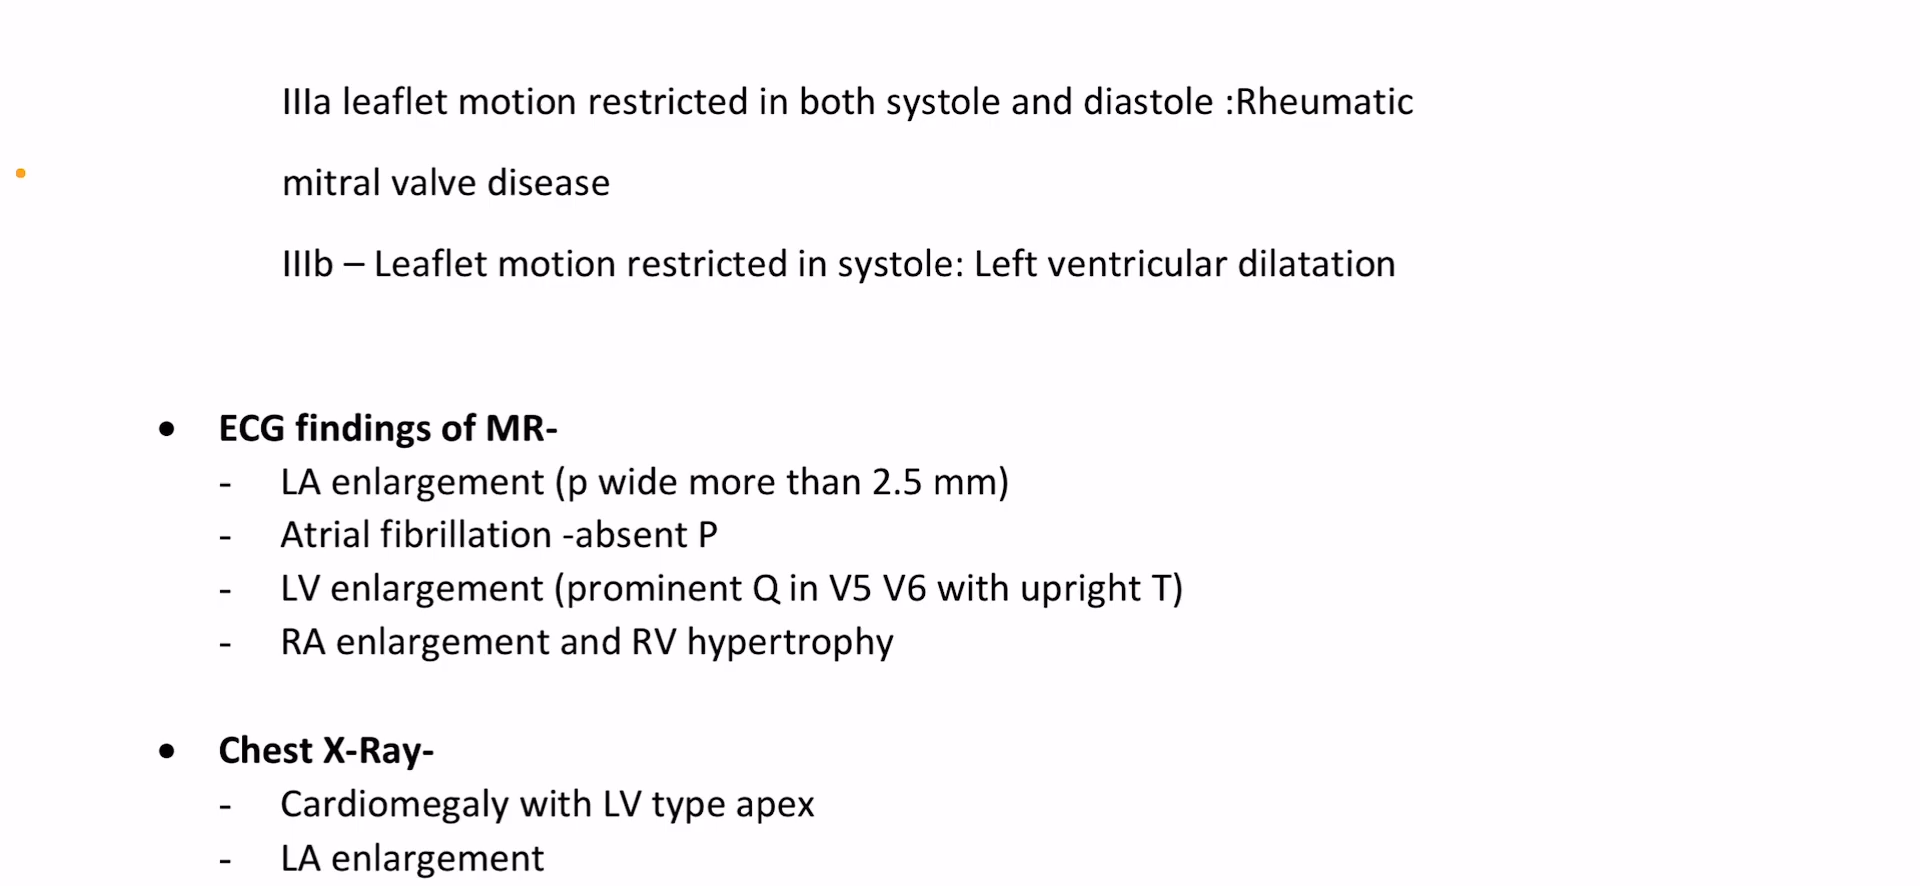 IIIa leaflet motion restricted in both systole and diastole :Rheumatic
mitral valve disease
IIIb – Leaflet motion restricted in systole: Left ventricular dilatation
• ECG findings of MR-
- LA enlargement (p wide more than 2.5 mm)
- Atrial fibrillation -absent P
- LV enlargement (prominent Q in V5 V6 with upright T)
- RA enlargement and RV hypertrophy
• Chest X-Ray-
- Cardiomegaly with LV type apex
- LA enlargement